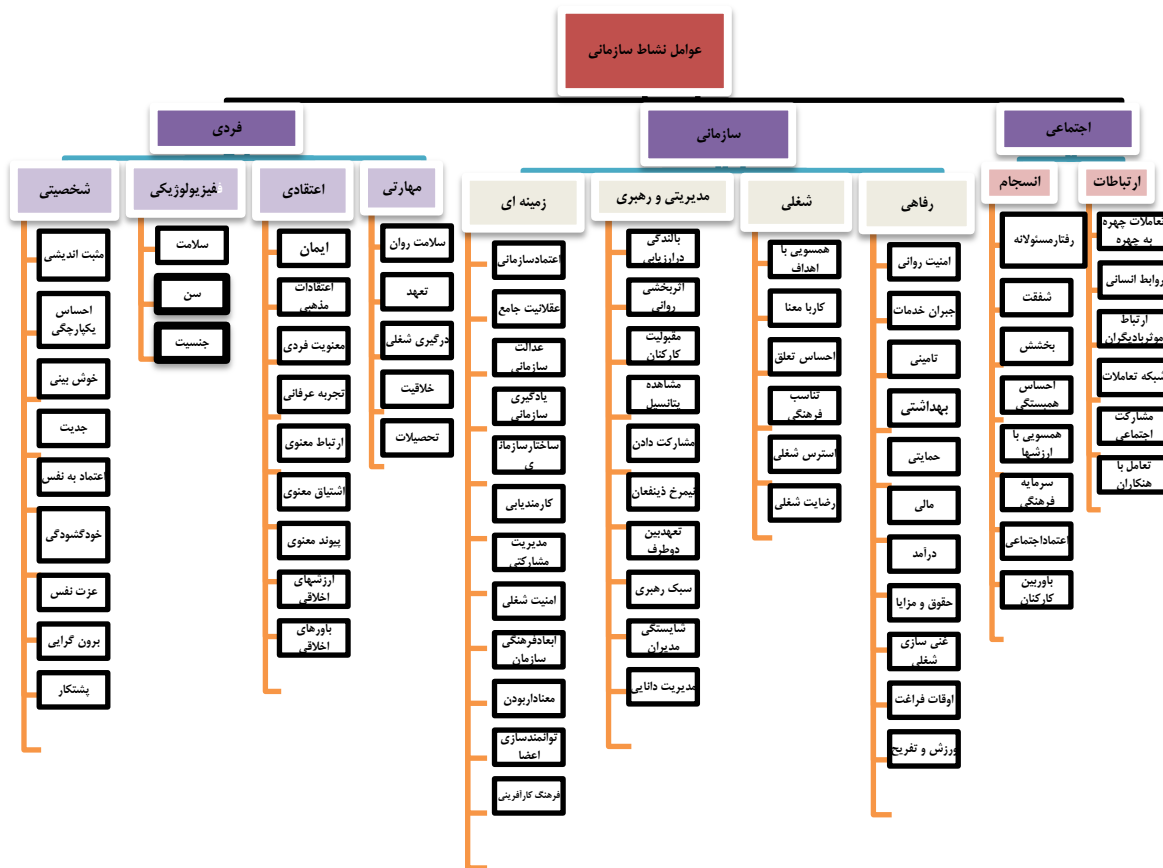 عوامل نشاط سازمانی
اجتماعی
سازمانی
فردی
ارتباطات
تعاملات چهره
به چهره
روابط انسانی
ارتباط
موثربادیگران
شبکه تعاملات
مشارکت
اجتماعی
تعامل با
هنکاران
انسجام
رفتارمسئولانه
شفقت
بخشش
احساس
همبستگی
همسویی با
ارزشها
سرمایه
فرهنگی
اعتماداجتماعی
باوربین
کارکنان
رفاهی
امنیت روانی
جبران خدمات
تامینی
بهداشتی
حمایتی
مالی
درآمد
حقوق و مزایا
غنی سازی
شغلی
اوقات فراغت
ورزش و تفریح
شغلی
همسویی با
اهداف
کاربا معنا
احساس تعلق
تناسب
فرهنگی
استرس شغلی
رضایت شغلی
مدیریتی و رهبری
بالندگی
درارزیابی
اثربخشی
روانی
مقبولیت
کارکنان
مشاهده
پتانسیل
مشارکت دادن
نیمرخ ذینفعان
تعهدبین
دوطرف
سبک رهبری
شایستگی
مدیران
مدیریت دانایی
زمینه ای
اعتمادسازمانی
عقلانیت جامع
عدالت
سازمانی
یادگیری
سازمانی
ساختارسازمان
ی
کارمندیابی
مدیریت
مشارکتی
امنیت شغلی
ابعادفرهنگی
سازمان
معناداربودن
توانمندسازی
اعضا
فرهنگ کارآفرینی
مهارتی
سلامت روان
تعهد
درگیری شغلی
خلاقیت
تحصیلات
اعتقادی
ایمان
اعتقادات
مذهبی
معنویت فردی
تجربه عرفانی
ارتباط معنوی
اشتیاق معنوی
پیوند معنوی
ارزشهای
اخلاقی
باورهای
اخلاقی
فیزیولوژیکی
سلامت
سن
جنسیت
شخصیتی
مثبت اندیشی
احساس
یکپارچگی
خوش بینی
جدیت
اعتماد به نفس
خودگشودگی
عزت نفس
برون گرایی
پشتکار